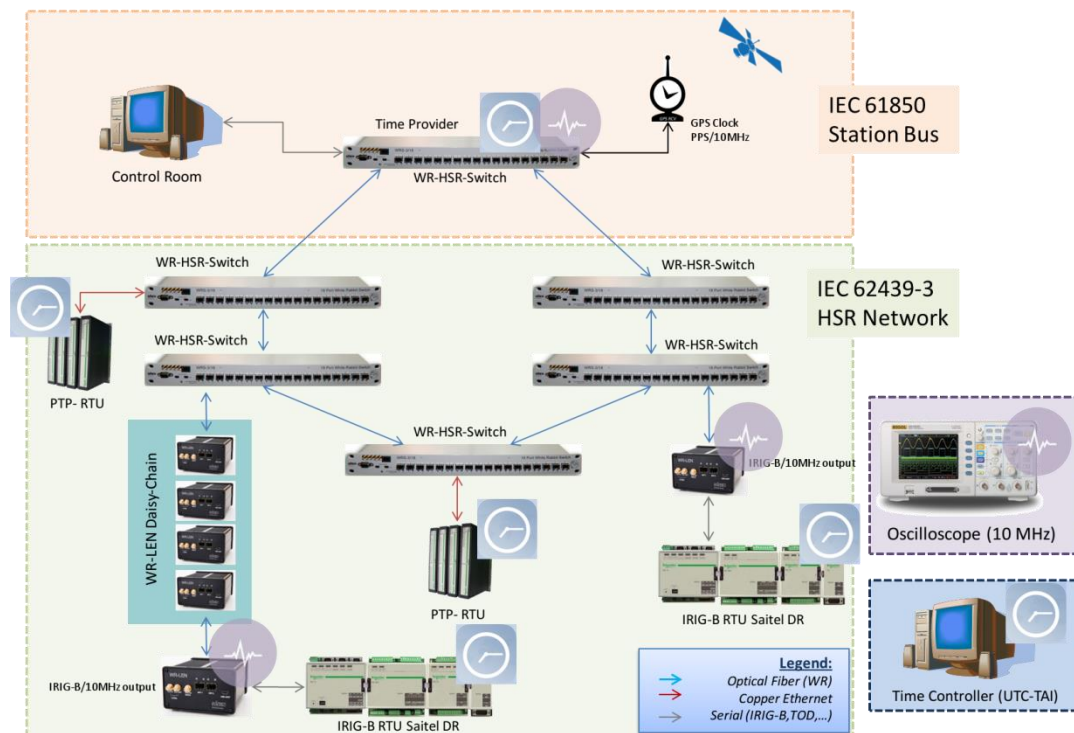 IEC 61850
Station Bus
Time Provider
GPS Clock
PPS/10MHz
Control Room
WR-HSR-Switch
WR-HSR-Switch
WR-HSR-Switch
IEC 62439-3
HSR Network
WR-HSR-Switch
WR-HSR-Switch
PTP- RTU
WR-HSR-Switch
IRIG-B/10MHz output
WR-LEN Daisy-Chain
Oscilloscope (10 MHz)
PTP- RTU
IRIG-B RTU Saitel DR
Legend:
Optical Fiber (WR)
Copper Ethernet
Serial (IRIG-B,TOD,...)
IRIG-B/10MHz output
IRIG-B RTU Saitel DR
Time Controller (UTC-TAI)